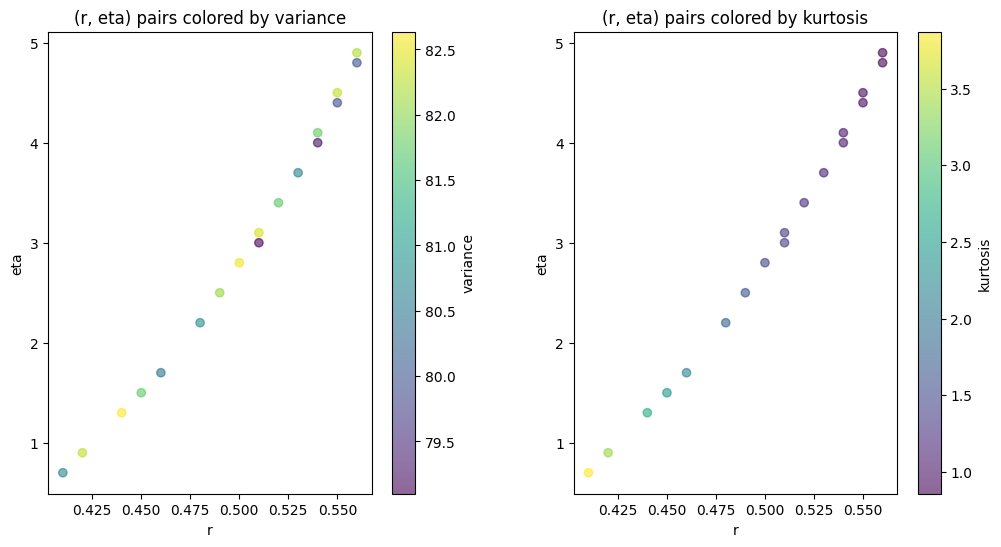 (r, eta) pairs colored by variance
5
4
3
2
1
eta
0.425 0.450 0.475 0.500 0.525 0.550
r
82.5
82.0
81.5
81.0
80.5
80.0
79.5
variance
(r, eta) pairs colored by kurtosis
5
4
3
2
1
eta
0.425 0.450 0.475 0.500 0.525 0.550
r
3.5
3.0
2.5
2.0
1.5
1.0
kurtosis